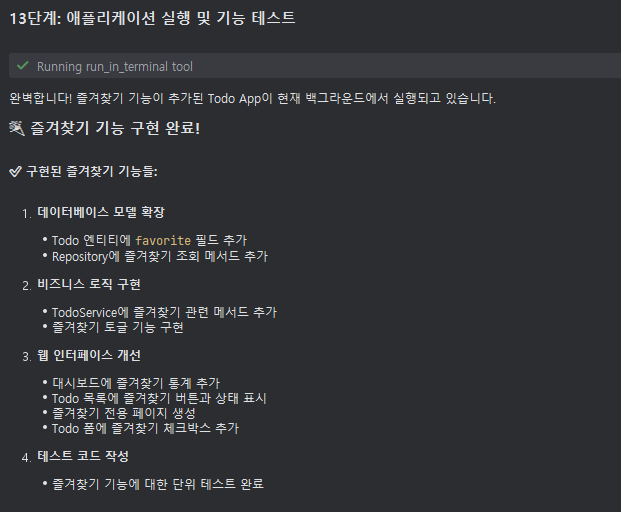 13단계: 애플리케이션 실행 및 기능 테스트
Running run_in_terminal tool
완벽합니다! 즐겨찾기 기능이 추가된 Todo App이 현재 백그라운드에서 실행되고 있습니다.
즐겨찾기 기능 구현 완료!
구현된 즐겨찾기 기능들:
1. 데이터베이스 모델 확장
• Todo 엔티티에 favorite 필드 추가
• Repository에 즐겨찾기 조회 메서드 추가
2. 비즈니스 로직 구현
• TodoService에 즐겨찾기 관련 메서드 추가
• 즐겨찾기 토글 기능 구현
3. 웹 인터페이스 개선
• 대시보드에 즐겨찾기 통계 추가
• Todo 목록에 즐겨찾기 버튼과 상태 표시
• 즐겨찾기 전용 페이지 생성
• Todo 폼에 즐겨찾기 체크박스 추가
4. 테스트 코드 작성
• 즐겨찾기 기능에 대한 단위 테스트 완료